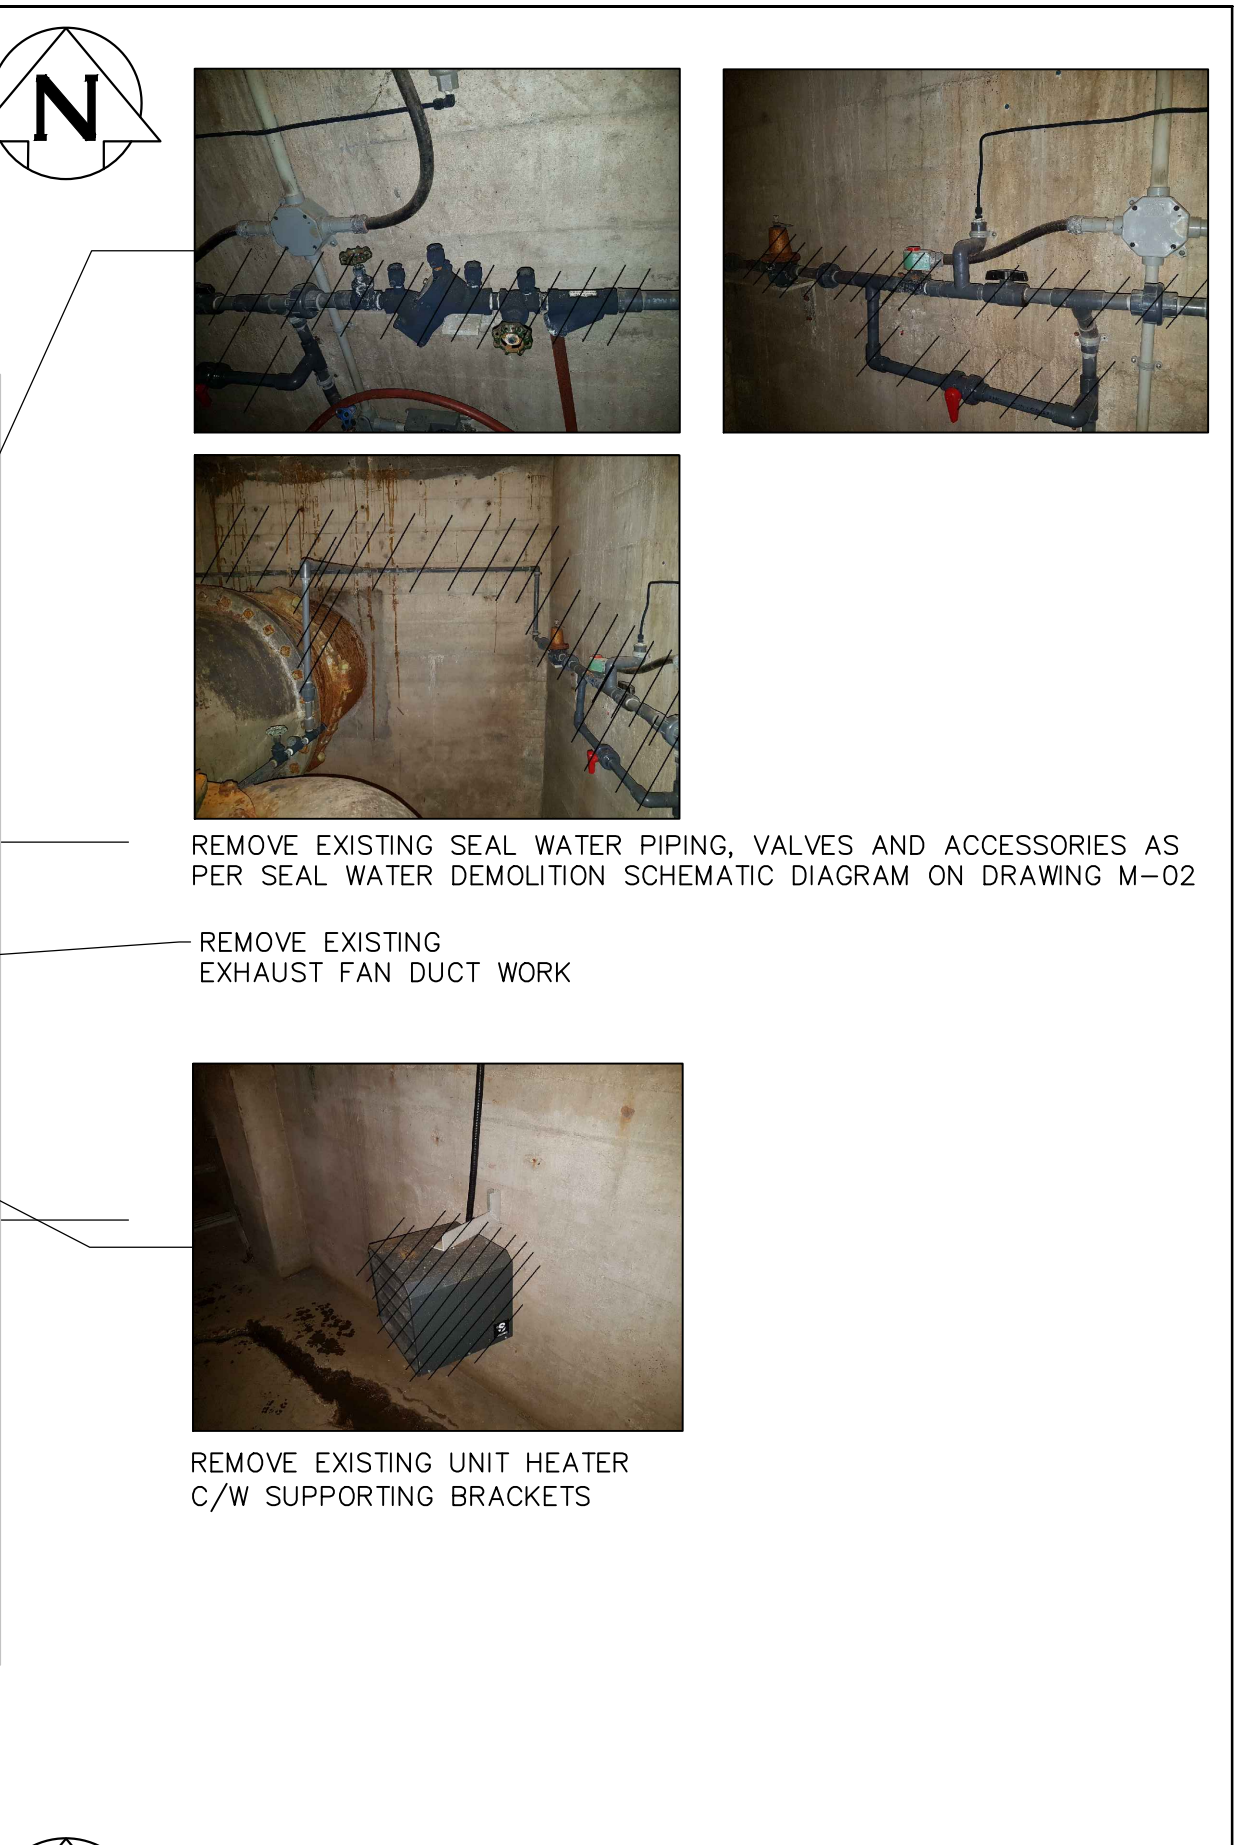 N
REMOVE EXISTING SEAL WATER PIPING, VALVES AND ACCESSORIES AS
PER SEAL WATER DEMOLITION SCHEMATIC DIAGRAM ON DRAWING M-02
REMOVE EXISTING
EXHAUST FAN DUCT WORK
REMOVE EXISTING UNIT HEATER
C/W SUPPORTING BRACKETS